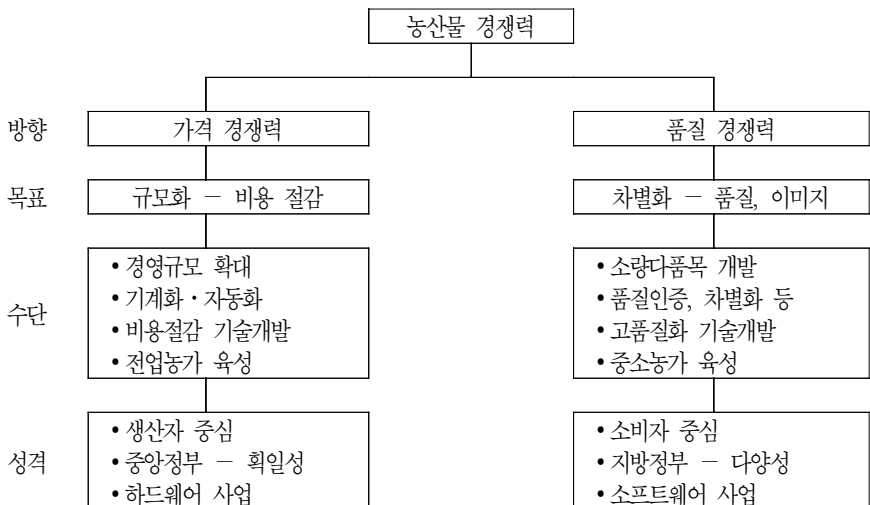 농산물 경쟁력
방향
가격 경쟁력
품질 경쟁력
목표
규모화 － 비용 절감
차별화 － 품질, 이미지
수단
• 경영규모 확대
• 기계화・자동화
• 비용절감 기술개발
• 전업농가 육성
• 소량다품목 개발
• 품질인증, 차별화 등
• 고품질화 기술개발
• 중소농가 육성
성격
• 생산자 중심
• 중앙정부 － 획일성
• 하드웨어 사업
• 소비자 중심
• 지방정부 － 다양성
• 소프트웨어 사업